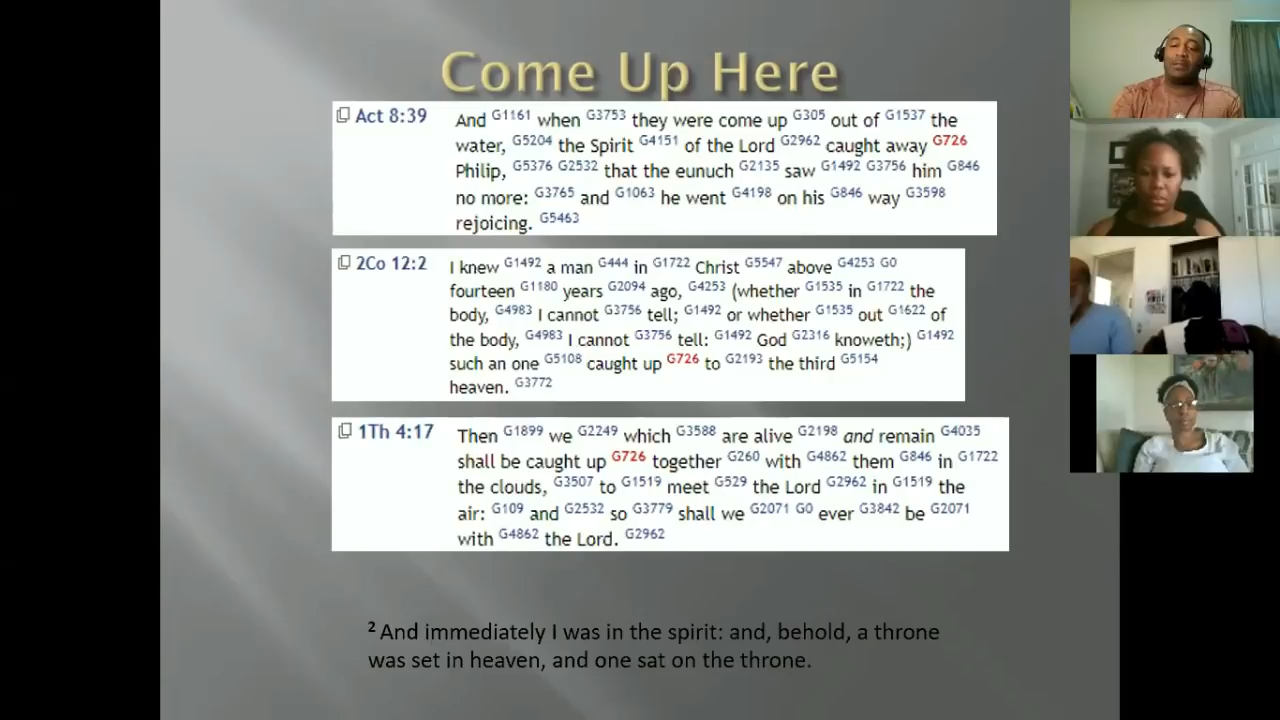 Come Up Here
Act 8:39
And G1161 when G3753 they were come up G305 out of G1537 the
water, G5204 the Spirit G4151 of the Lord G2962 caught away G726
Philip, G5376 G2532 that the eunuch G2135 saw G1492 G3756 him G846
no more: G3765 and G1063 he went G4198 on his G846 way G3598
rejoicing. G5463
2Co 12:2
I knew G1492 a man G444 in G1722 Christ G5547 above G4253 G0
fourteen G1180 years G2094 ago, G4253 (whether G1535 in G1722 the
body, G4983 I cannot G3756 tell; G1492 or whether G1535 out G1622 of
the body, G4983 I cannot G3756 tell: G1492 God G2316 knoweth;) G1492
such an one G5108 caught up G726 to G2193 the third G5154
heaven. G3772
1Th 4:17
Then G1899 we G2249 which G3588 are alive G2198 and remain G4035
shall be caught up G726 together G260 with G4862 them G846 in G1722
the clouds, G3507 to G1519 meet G529 the Lord G2962 in G1519 the
air: G109 and G2532 so G3779 shall we G2071 G0 ever G3842 be G2071
with G4862 the Lord. G2962
2 And immediately I was in the spirit: and, behold, a throne
was set in heaven, and one sat on the throne.